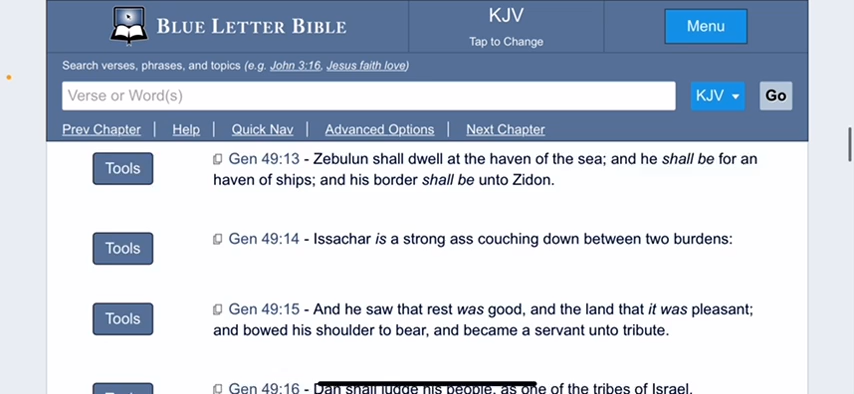 BLUE LETTER BIBLE
KJV
Tap to Change
Menu
Search verses, phrases, and topics (e.g. John 3:16, Jesus faith love)
Verse or Word(s)
KJV
Go
Prev Chapter | Help | Quick Nav | Advanced Options | Next Chapter
Tools
Gen 49:13 - Zebulun shall dwell at the haven of the sea; and he shall be for an
haven of ships; and his border shall be unto Zidon.
Tools
Gen 49:14 - Issachar is a strong ass couching down between two burdens:
Tools
Gen 49:15 - And he saw that rest was good, and the land that it was pleasant;
and bowed his shoulder to bear, and became a servant unto tribute.
Gen 49:16 - Dan shall judge his people, as one of the tribes of Israel.